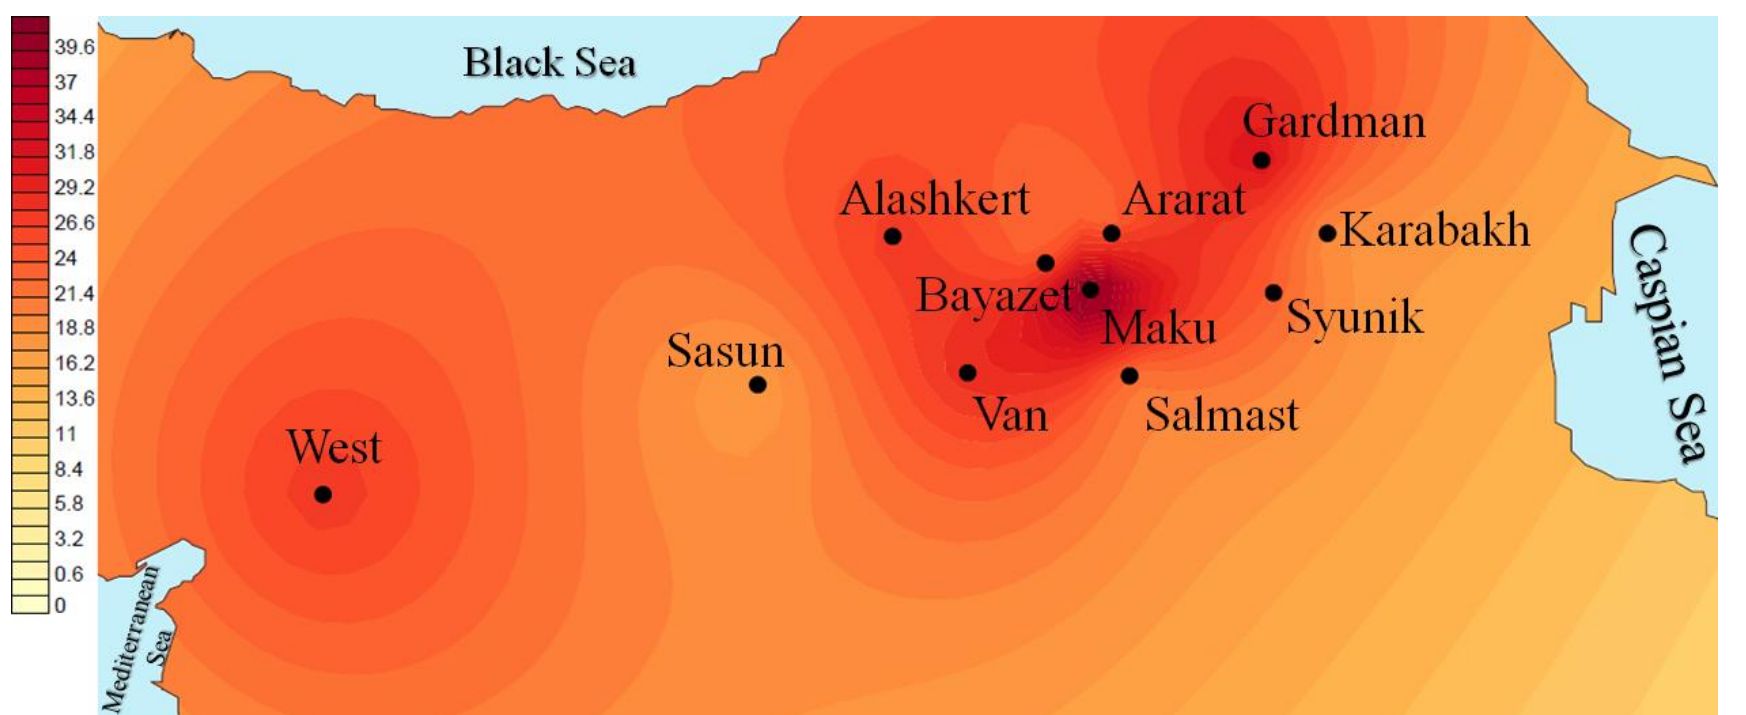 39.6
37
34.4
31.8
29.2
26.6
24
21.4
18.8
16.2
13.6
11
8.4
5.8
3.2
0.6
0
Black Sea
Gardman
Alashkert
Ararat
Karabakh
Bayazet
Maku
Syunik
Sasun
Van
Salmast
West
Caspian Sea
Mediterranean
Sea